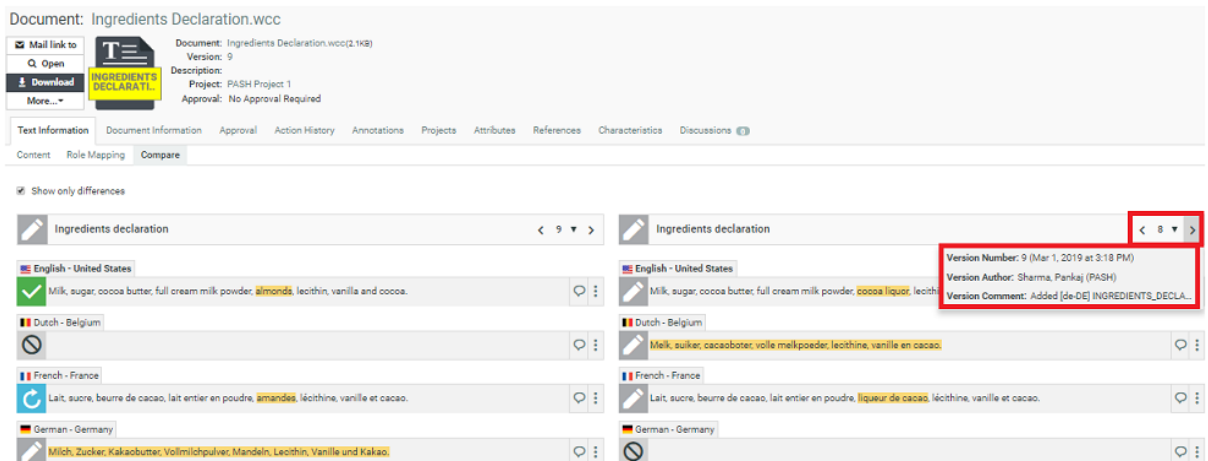 Document: Ingredients Declaration.wcc
Mail link to
Open
Download
More...
T
INGREDIENTS
DECLARATI...
Document: Ingredients Declaration.wcc(2.1KB)
Version: 9
Description:
Project: PASH Project 1
Approval: No Approval Required
Text Information Document Information Approval Action History Annotations Projects Attributes References Characteristics Discussions 0
Content Role Mapping Compare
Show only differences
Ingredients declaration < 9 ▼ >
English - United States
Milk, sugar, cocoa butter, full cream milk powder, almonds, lecithin, vanilla and cocoa.
Dutch - Belgium
French - France
Lait, sucre, beurre de cacao, lait entier en poudre, amandes, lécithine, vanille et cacao.
German - Germany
Milch, Zucker, Kakaobutter, Vollmilchpulver, Mandeln, Lecithin, Vanille und Kakao.
Ingredients declaration < 8 ▼ >
Version Number: 9 (Mar 1, 2019 at 3:18 PM)
Version Author: Sharma, Pankaj (PASH)
Version Comment: Added [de-DE] INGREDIENTS_DECLA...
English - United States
Milk, sugar, cocoa butter, full cream milk powder, cocoa liquor, lecithi
Dutch - Belgium
Melk, suiker, cacaoboter, volle melkpoeder, lecithine, vanille en cacao.
French - France
Lait, sucre, beurre de cacao, lait entier en poudre, liqueur de cacao, lécithine, vanille et cacao.
German - Germany